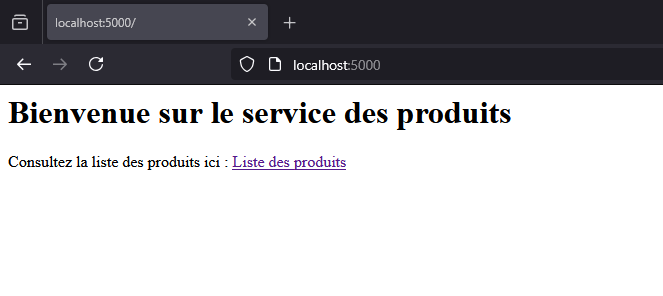 localhost:5000/
localhost:5000
Bienvenue sur le service des produits
Consultez la liste des produits ici : Liste des produits